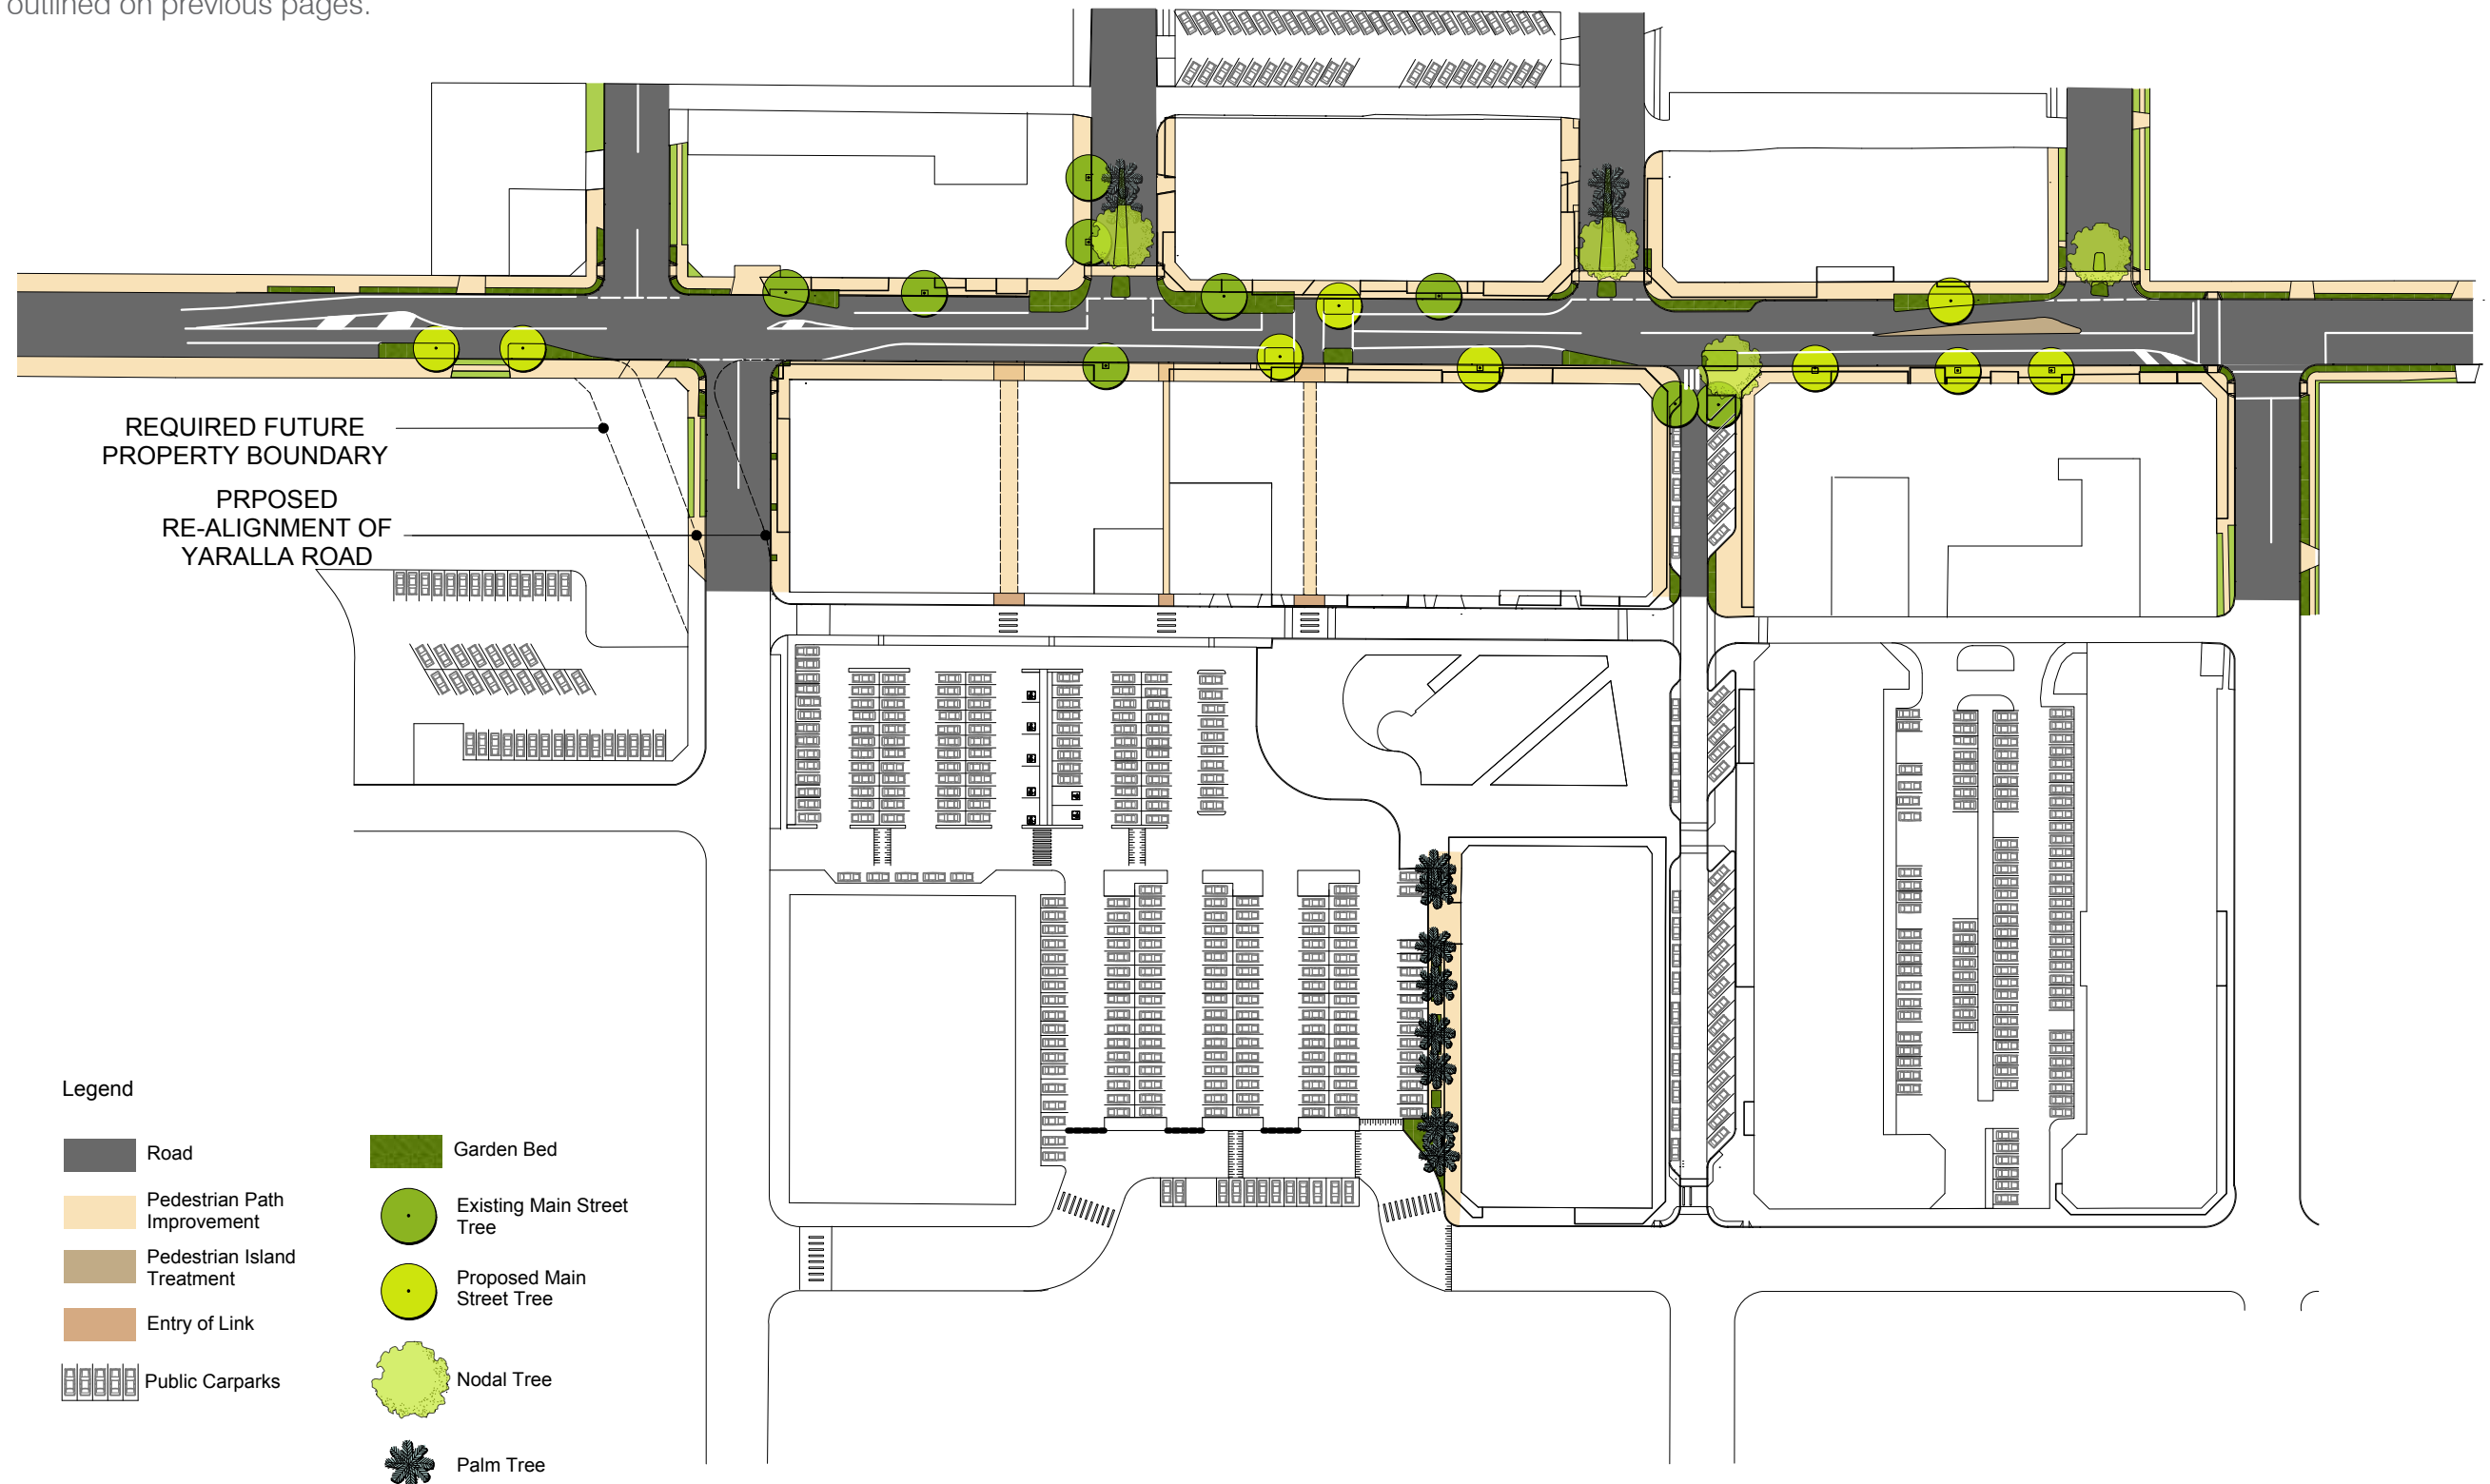 outlined on previous pages.
REQUIRED FUTURE
PROPERTY BOUNDARY
PRPOSED
RE-ALIGNMENT OF
YARALLA ROAD
Legend
Road
Pedestrian Path
Improvement
Pedestrian Island
Treatment
Entry of Link
Public Carparks
Garden Bed
Existing Main Street
Tree
Proposed Main
Street Tree
Nodal Tree
Palm Tree